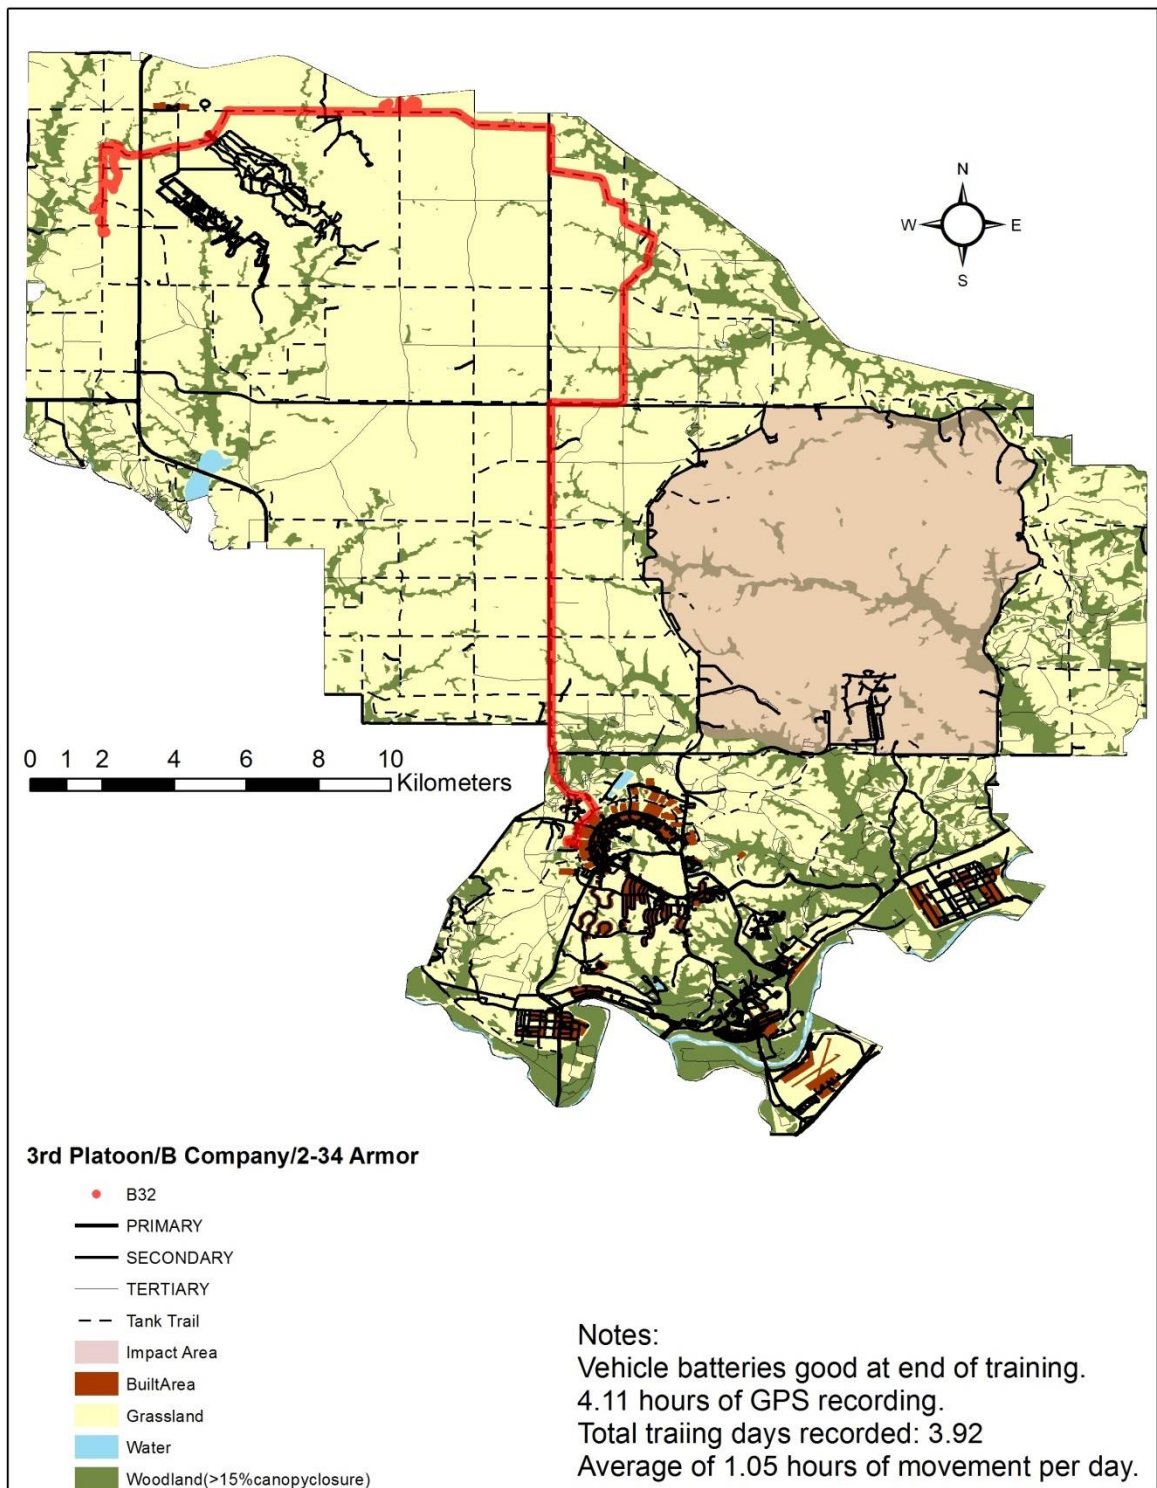 N
W E
S
0 1 2 4 6 8 10
Kilometers
3rd Platoon/B Company/2-34 Armor
B32
PRIMARY
SECONDARY
TERTIARY
Tank Trail
Impact Area
BuiltArea
Grassland
Water
Woodland(>15%canopyclosure)
Notes:
Vehicle batteries good at end of training.
4.11 hours of GPS recording.
Total traiing days recorded: 3.92
Average of 1.05 hours of movement per day.